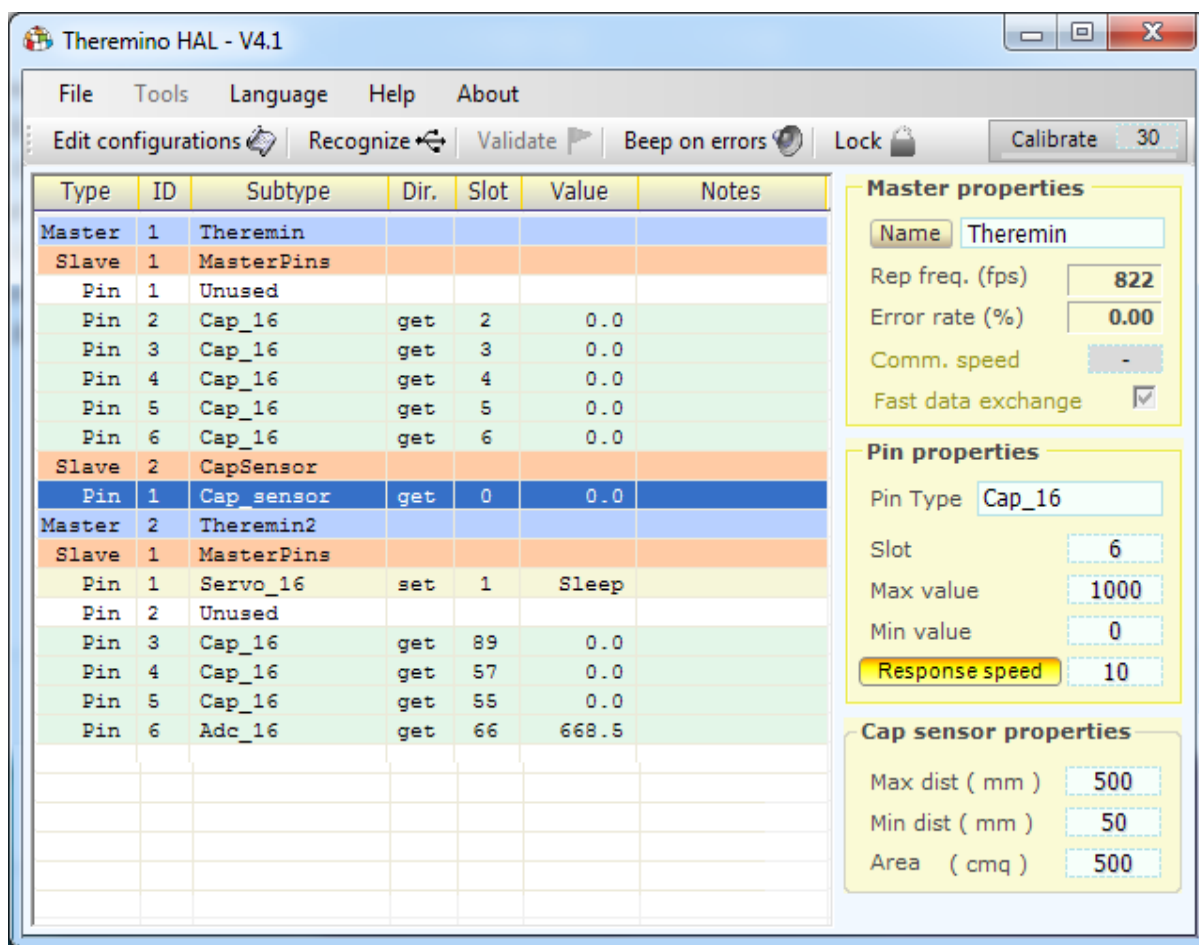 Theremino HAL - V4.1
File Tools Language Help About
Edit configurations Recognize Validate Beep on errors Lock Calibrate 30
Type ID Subtype Dir. Slot Value Notes
Master 1 Theremin
Slave 1 MasterPins
Pin 1 Unused
Pin 2 Cap_16 get 2 0.0
Pin 3 Cap_16 get 3 0.0
Pin 4 Cap_16 get 4 0.0
Pin 5 Cap_16 get 5 0.0
Pin 6 Cap_16 get 6 0.0
Slave 2 CapSensor
Pin 1 Cap_sensor get 0 0.0
Master 2 Theremin2
Slave 1 MasterPins
Pin 1 Servo_16 set 1 Sleep
Pin 2 Unused
Pin 3 Cap_16 get 89 0.0
Pin 4 Cap_16 get 57 0.0
Pin 5 Cap_16 get 55 0.0
Pin 6 Adc_16 get 66 668.5
Master properties
Name Theremin
Rep freq. (fps) 822
Error rate (%) 0.00
Comm. speed -
Fast data exchange
Pin properties
Pin Type Cap_16
Slot 6
Max value 1000
Min value 0
Response speed 10
Cap sensor properties
Max dist ( mm ) 500
Min dist ( mm ) 50
Area ( cmq ) 500